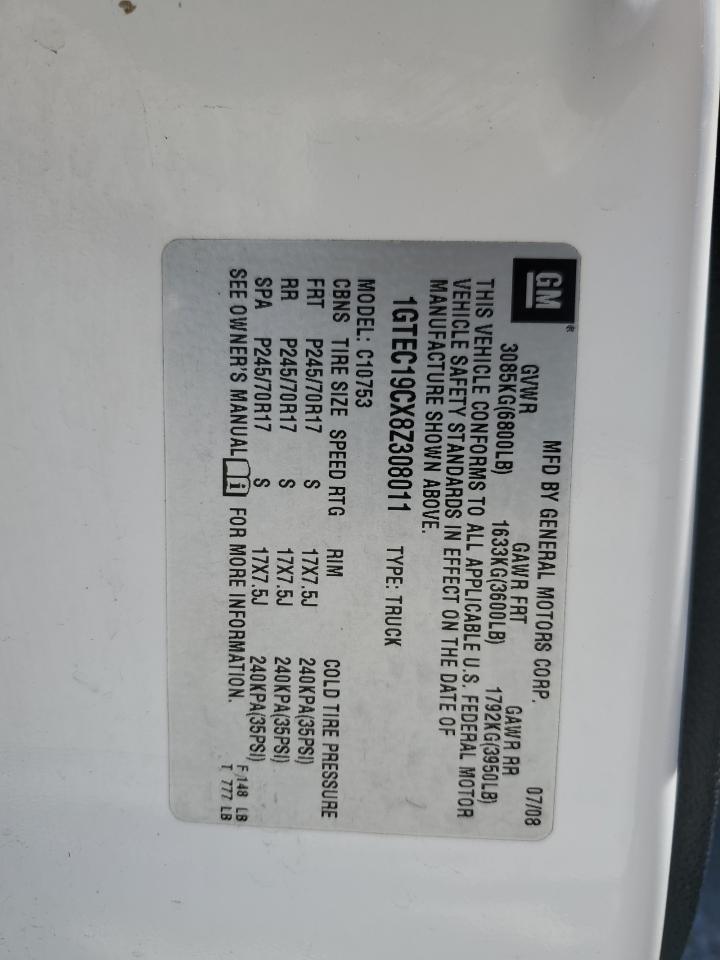 GM®
MFD BY GENERAL MOTORS CORP. 07/08
GVWR GAWR FRT GAWR RR
3085KG(6800LB) 1633KG(3600LB) 1792KG(3950LB)
THIS VEHICLE CONFORMS TO ALL APPLICABLE U.S. FEDERAL MOTOR
VEHICLE SAFETY STANDARDS IN EFFECT ON THE DATE OF
MANUFACTURE SHOWN ABOVE.
1GTEC19CX8Z308011 TYPE: TRUCK
MODEL: C10753
CBNS TIRE SIZE SPEED RTG RIM COLD TIRE PRESSURE
FRT P245/70R17 S 17X7.5J 240KPA(35PSI)
RR P245/70R17 S 17X7.5J 240KPA(35PSI)
SPA P245/70R17 S 17X7.5J 240KPA(35PSI)
SEE OWNER'S MANUAL i FOR MORE INFORMATION.
F 148 LB
T 777 LB